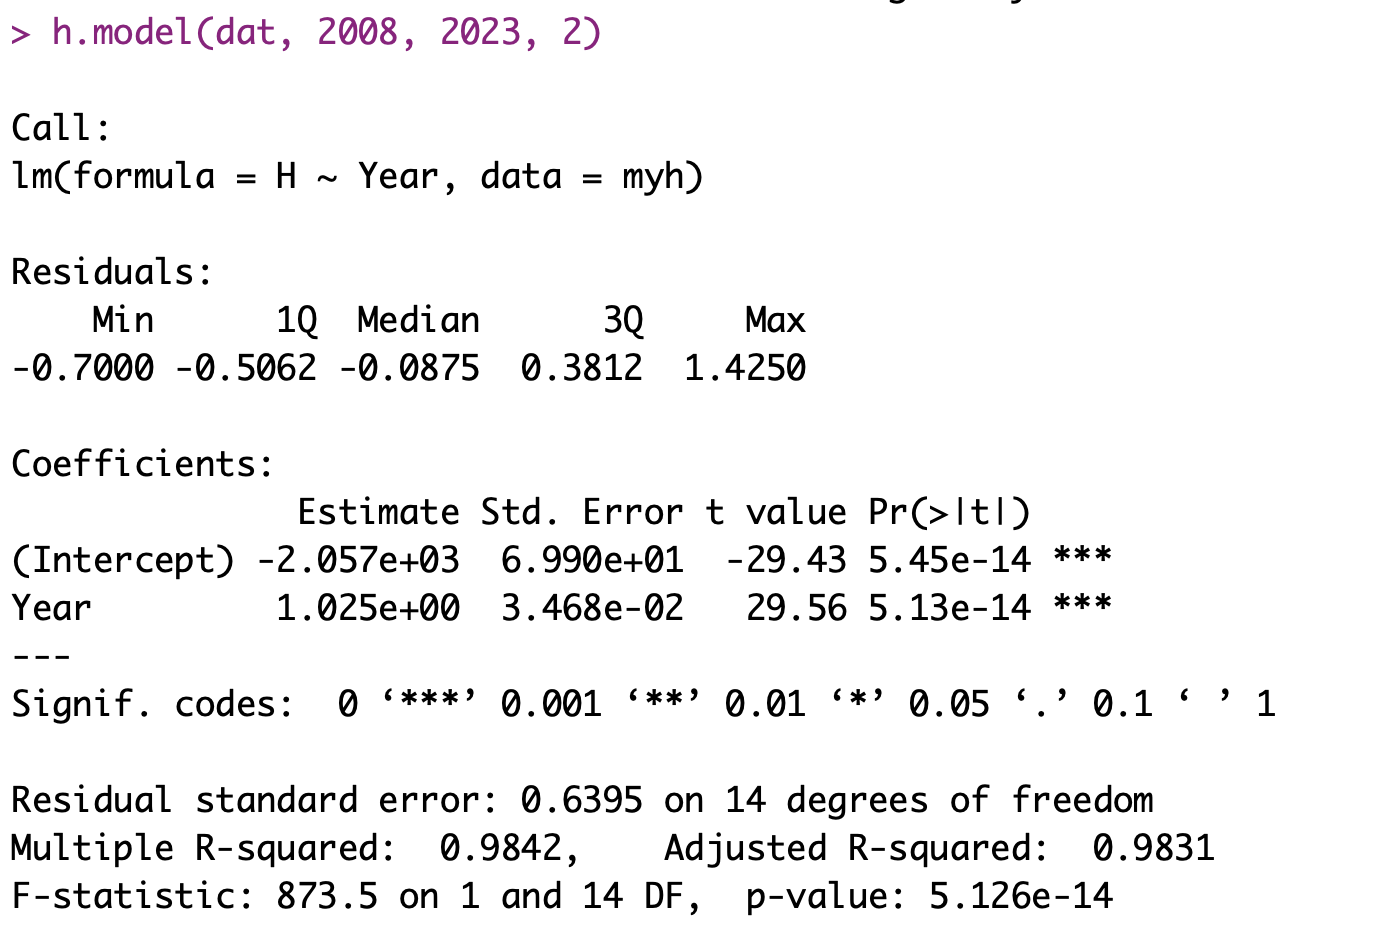 > h.model(dat, 2008, 2023, 2)
Call:
lm(formula = H ~ Year, data = myh)
Residuals:
    Min      1Q  Median      3Q     Max
-0.7000 -0.5062 -0.0875  0.3812  1.4250
Coefficients:
              Estimate Std. Error t value Pr(>|t|)
(Intercept) -2.057e+03  6.990e+01  -29.43 5.45e-14 ***
Year         1.025e+00  3.468e-02   29.56 5.13e-14 ***
---
Signif. codes:  0 ‘***’ 0.001 ‘**’ 0.01 ‘*’ 0.05 ‘.’ 0.1 ‘ ’ 1
Residual standard error: 0.6395 on 14 degrees of freedom
Multiple R-squared:  0.9842,    Adjusted R-squared:  0.9831
F-statistic: 873.5 on 1 and 14 DF,  p-value: 5.126e-14